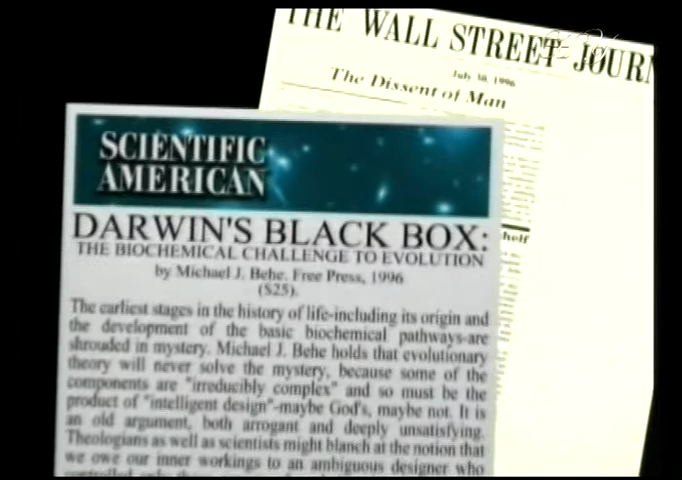 THE WALL STREET JOURN
July 30, 1996
The Dissent of Man
helf
SCIENTIFIC
AMERICAN
DARWIN'S BLACK BOX:
THE BIOCHEMICAL CHALLENGE TO EVOLUTION
by Michael J. Behe. Free Press, 1996
($25).
The earliest stages in the history of life-including its origin and
the development of the basic biochemical pathways-are
shrouded in mystery. Michael J. Behe holds that evolutionary
theory will never solve the mystery, because some of the
components are "irreducibly complex" and so must be the
product of "intelligent design"-maybe God's, maybe not. It is
an old argument, both arrogant and deeply unsatisfying.
Theologians as well as scientists might blanch at the notion that
we owe our inner workings to an ambiguous designer who